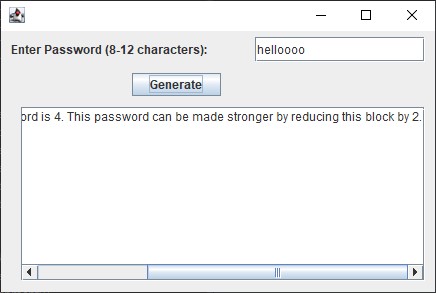 Enter Password (8-12 characters):
helloooo
Generate
ord is 4. This password can be made stronger by reducing this block by 2.